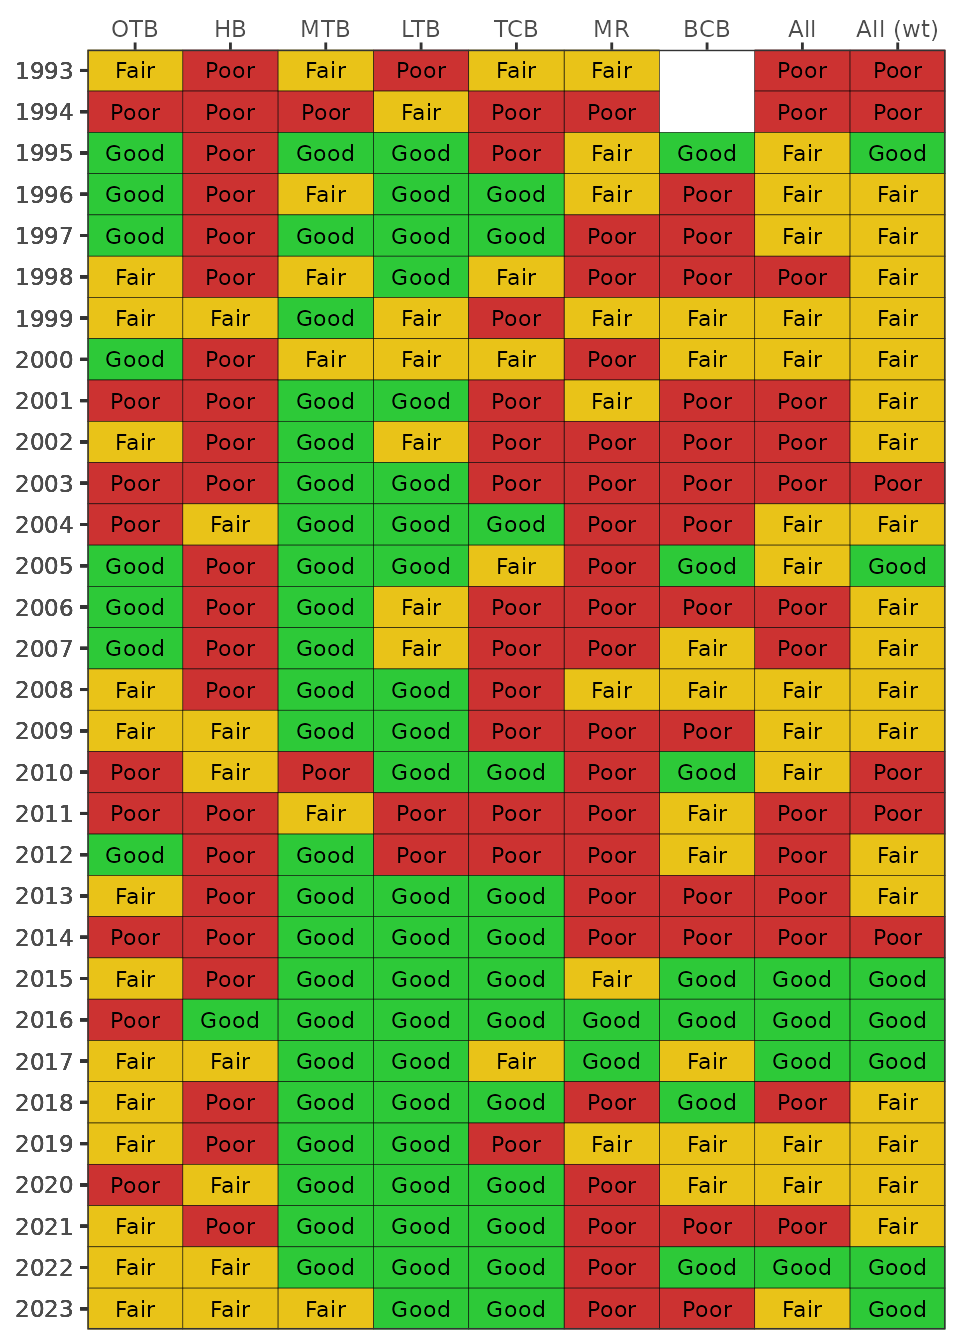 OTB HB MTB LTB TCB MR BCB All All (wt)
1993 Fair Poor Fair Poor Fair Fair Poor Poor
1994 Poor Poor Poor Fair Poor Poor Poor Poor
1995 Good Poor Good Good Poor Fair Good Fair Good
1996 Good Poor Fair Good Good Fair Poor Fair Fair
1997 Good Poor Good Good Good Poor Poor Fair Fair
1998 Fair Poor Fair Good Fair Poor Poor Poor Fair
1999 Fair Fair Good Fair Poor Fair Fair Fair Fair
2000 Good Poor Fair Fair Fair Poor Fair Fair Fair
2001 Poor Poor Good Good Poor Fair Poor Poor Fair
2002 Fair Poor Good Fair Poor Poor Poor Poor Fair
2003 Poor Poor Good Good Poor Poor Poor Poor Poor
2004 Poor Fair Good Good Good Poor Poor Fair Fair
2005 Good Poor Good Good Fair Poor Good Fair Good
2006 Good Poor Good Fair Poor Poor Poor Poor Fair
2007 Good Poor Good Fair Poor Poor Fair Poor Fair
2008 Fair Poor Good Good Poor Fair Fair Fair Fair
2009 Fair Fair Good Good Poor Poor Poor Fair Fair
2010 Poor Fair Poor Good Good Poor Good Fair Poor
2011 Poor Poor Fair Poor Poor Poor Fair Poor Poor
2012 Good Poor Good Poor Poor Poor Fair Poor Fair
2013 Fair Poor Good Good Good Poor Poor Poor Fair
2014 Poor Poor Good Good Good Poor Poor Poor Poor
2015 Fair Poor Good Good Good Fair Good Good Good
2016 Poor Good Good Good Good Good Good Good Good
2017 Fair Fair Good Good Fair Good Fair Good Good
2018 Fair Poor Good Good Good Poor Good Poor Fair
2019 Fair Poor Good Good Poor Fair Fair Fair Fair
2020 Poor Fair Good Good Good Poor Fair Fair Fair
2021 Fair Poor Good Good Good Poor Poor Poor Fair
2022 Fair Fair Good Good Good Poor Good Good Good
2023 Fair Fair Fair Good Good Poor Poor Fair Good